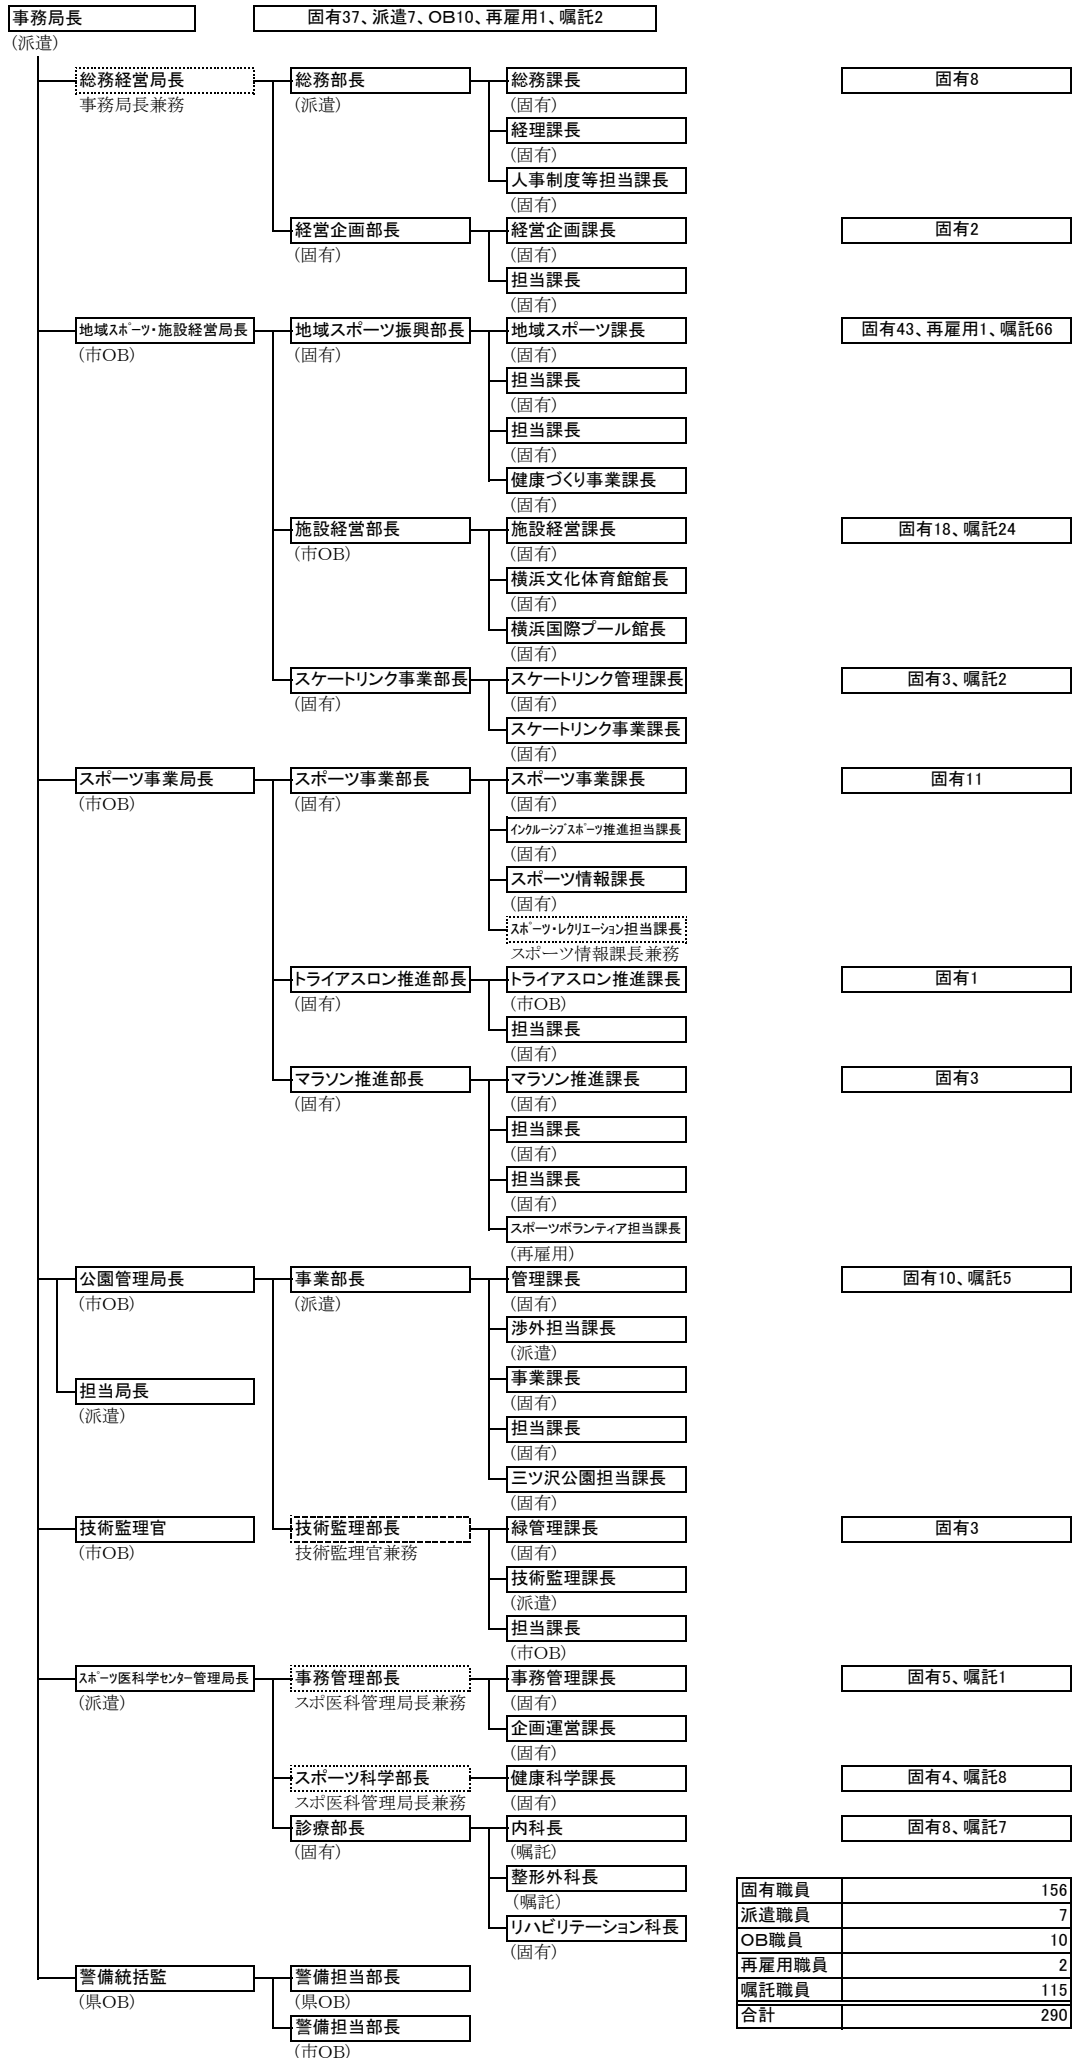 事務局長 固有37、派遣7、OB10、再雇用1、嘱託2
(派遣)
総務経営局長 総務部長 総務課長 固有8
事務局長兼務 (派遣) (固有)
経理課長
(固有)
人事制度等担当課長
(固有)
経営企画部長 経営企画課長 固有2
(固有) (固有)
担当課長
(固有)
地域スポーツ・施設経営局長 地域スポーツ振興部長 地域スポーツ課長 固有43、再雇用1、嘱託66
(市OB) (固有) (固有)
担当課長
(固有)
担当課長
(固有)
健康づくり事業課長
(固有)
施設経営部長 施設経営課長 固有18、嘱託24
(市OB) (固有)
横浜文化体育館館長
(固有)
横浜国際プール館長
(固有)
スケートリンク事業部長 スケートリンク管理課長 固有3、嘱託2
(固有) (固有)
スケートリンク事業課長
(固有)
スポーツ事業局長 スポーツ事業部長 スポーツ事業課長 固有11
(市OB) (固有) (固有)
インクルーシブスポーツ推進担当課長
(固有)
スポーツ情報課長
(固有)
スポーツ・レクリエーション担当課長
スポーツ情報課長兼務
トライアスロン推進部長 トライアスロン推進課長 固有1
(固有) (市OB)
担当課長
(固有)
マラソン推進部長 マラソン推進課長 固有3
(固有) (固有)
担当課長
(固有)
担当課長
(固有)
スポーツボランティア担当課長
(再雇用)
公園管理局長 事業部長 管理課長 固有10、嘱託5
(市OB) (派遣) (固有)
渉外担当課長
(派遣)
担当局長 事業課長
(派遣) (固有)
担当課長
(固有)
三ツ沢公園担当課長
(固有)
技術監理官 技術監理部長 緑管理課長 固有3
(市OB) 技術監理官兼務 (固有)
技術監理課長
(派遣)
担当課長
(市OB)
スポーツ医科学センター管理局長 事務管理部長 事務管理課長 固有5、嘱託1
(派遣) スポ医科管理局長兼務 (固有)
企画運営課長
(固有)
スポーツ科学部長 健康科学課長 固有4、嘱託8
スポ医科管理局長兼務 (固有)
診療部長 内科長 固有8、嘱託7
(固有) (嘱託)
整形外科長
(嘱託)
リハビリテーション科長
(固有)
固有職員 156
派遣職員 7
OB職員 10
再雇用職員 2
嘱託職員 115
合計 290
警備統括監 警備担当部長
(県OB) (県OB)
警備担当部長
(市OB)